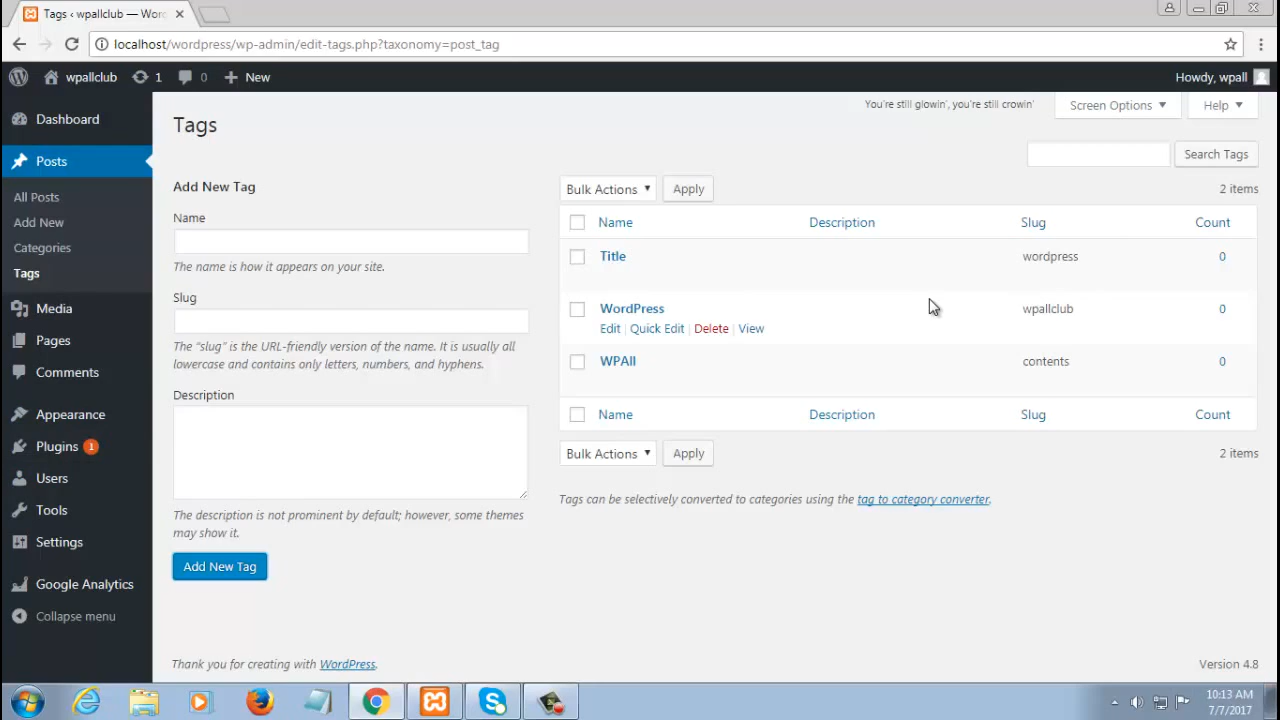 Tags ‹ wpallclub — Wor
localhost/wordpress/wp-admin/edit-tags.php?taxonomy=post_tag
wpallclub 1 0 New Howdy, wpall
You're still glowin', you're still crowin' Screen Options Help
Dashboard
Posts
All Posts
Add New
Categories
Tags
Media
Pages
Comments
Appearance
Plugins 1
Users
Tools
Settings
Google Analytics
Collapse menu
Tags
Search Tags
Add New Tag
Name
The name is how it appears on your site.
Slug
The “slug” is the URL-friendly version of the name. It is usually all
lowercase and contains only letters, numbers, and hyphens.
Description
The description is not prominent by default; however, some themes
may show it.
Add New Tag
Bulk Actions Apply 2 items
Name Description Slug Count
Title wordpress 0
WordPress wpallclub 0
Edit | Quick Edit | Delete | View
WPAll contents 0
Name Description Slug Count
Bulk Actions Apply 2 items
Tags can be selectively converted to categories using the tag to category converter.
Thank you for creating with WordPress. Version 4.8
10:13 AM
7/7/2017